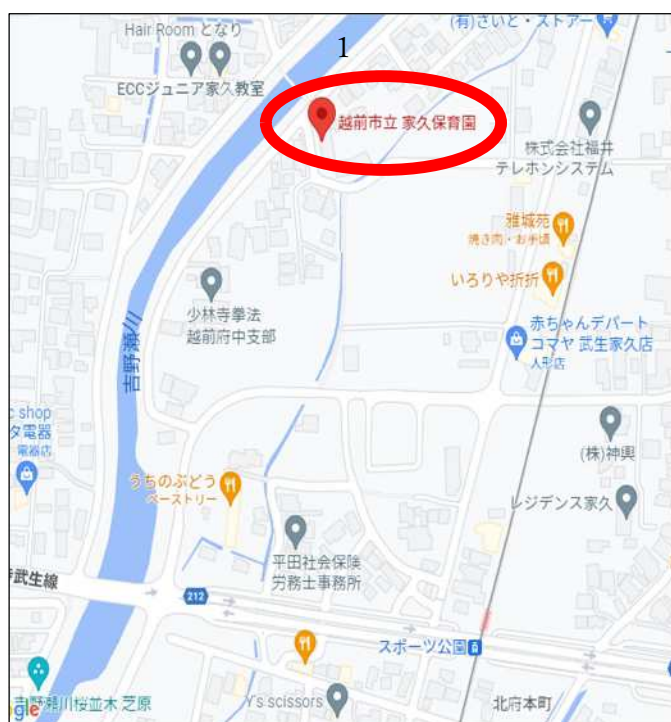 Hair Room となり
1
(有)さいと・ストアー
ECCジュニア家久教室
越前市立 家久保育園
株式会社福井
テレホンシステム
雅城苑
焼き肉・お手頃
いろりや折折
少林寺拳法
越前府中支部
吉野瀬川
赤ちゃんデパート
コマヤ 武生家久店
人形店
c shop
タ電器
電器店
(株)神興
うちのぶどう
ペーストリー
レジデンス家久
平田社会保険
労務士事務所
武生線
212
スポーツ公園
吉野瀬川桜並木 芝原
gle
Y's scissors
北府本町